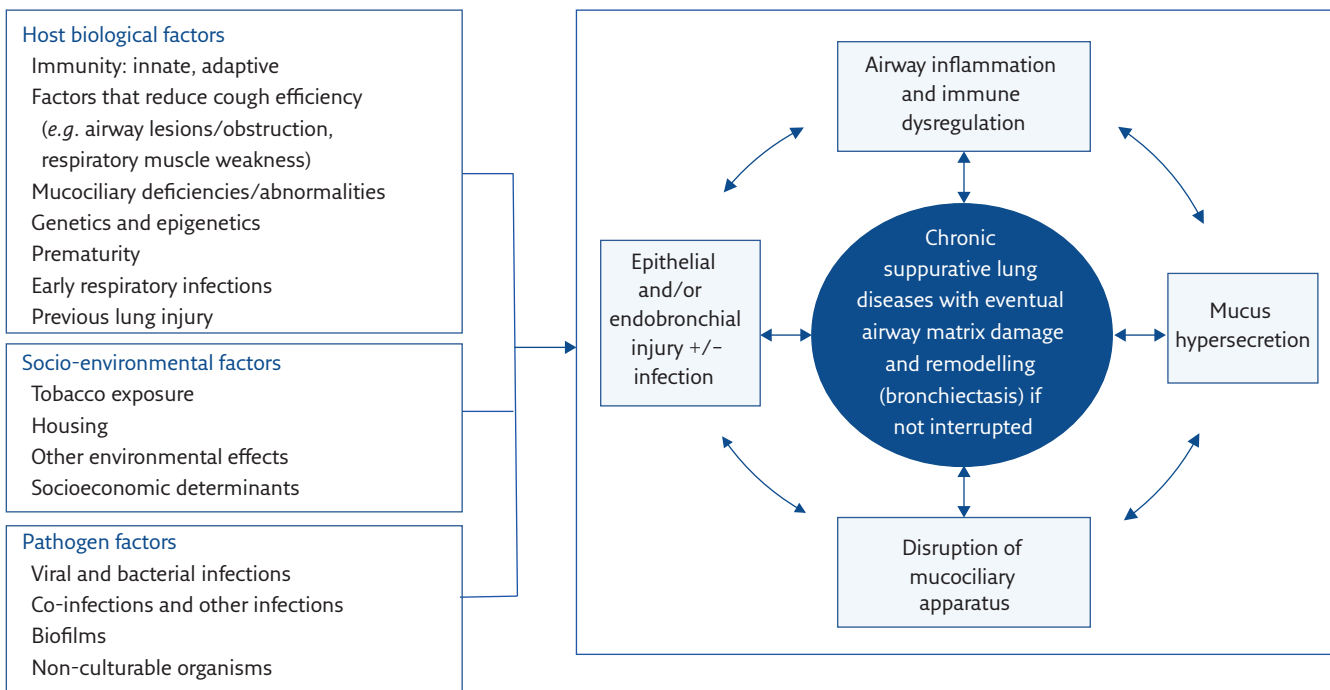 Host biological factors
Immunity: innate, adaptive
Factors that reduce cough efficiency
(e.g. airway lesions/obstruction,
respiratory muscle weakness)
Mucociliary deficiencies/abnormalities
Genetics and epigenetics
Prematurity
Early respiratory infections
Previous lung injury
Socio-environmental factors
Tobacco exposure
Housing
Other environmental effects
Socioeconomic determinants
Pathogen factors
Viral and bacterial infections
Co-infections and other infections
Biofilms
Non-culturable organisms
Airway inflammation
and immune
dysregulation
Epithelial
and/or
endobronchial
injury +/–
infection
Chronic
suppurative lung
diseases with eventual
airway matrix damage
and remodelling
(bronchiectasis) if
not interrupted
Mucus
hypersecretion
Disruption of
mucociliary
apparatus